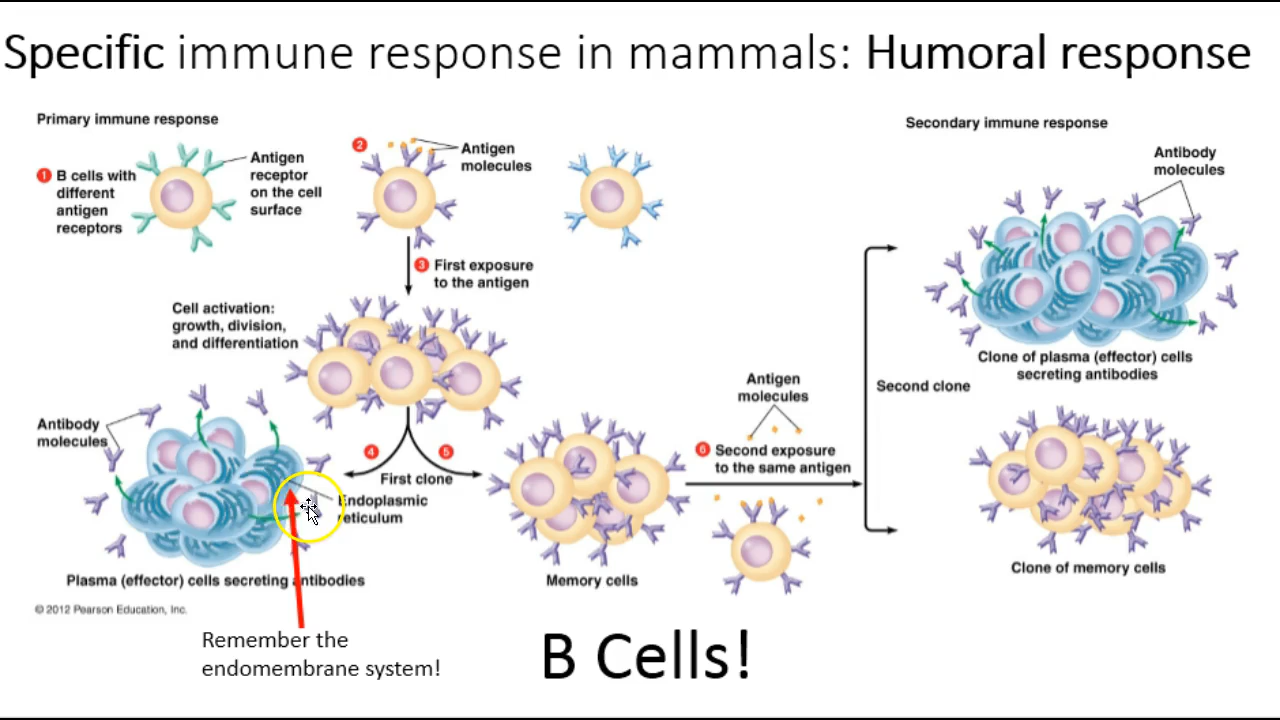 Specific immune response in mammals: Humoral response
Primary immune response
1 B cells with
different
antigen
receptors
Antigen
receptor
on the cell
surface
2
Antigen
molecules
3 First exposure
to the antigen
Cell activation:
growth, division,
and differentiation
Antibody
molecules
4
5
First clone
Endoplasmic
reticulum
Plasma (effector) cells secreting antibodies
Memory cells
Antigen
molecules
6 Second exposure
to the same antigen
Secondary immune response
Antibody
molecules
Clone of plasma (effector) cells
secreting antibodies
Second clone
Clone of memory cells
© 2012 Pearson Education, Inc.
Remember the
endomembrane system!
B Cells!